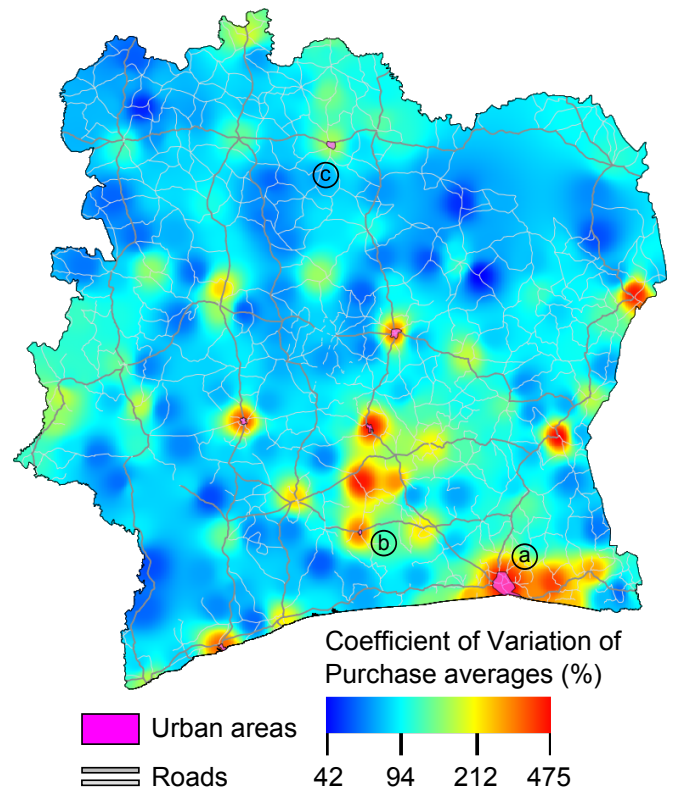 c
b
a
Coefficient of Variation of
Purchase averages (%)
Urban areas
Roads
42 94 212 475